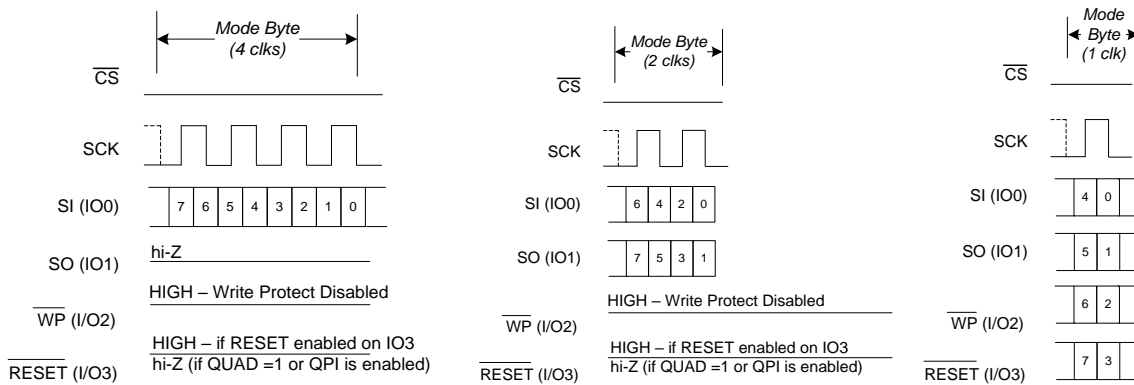 Mode Byte
(4 clks)
CS
SCK
SI (IO0)
7 6 5 4 3 2 1 0
SO (IO1)
hi-Z
WP (I/O2)
HIGH – Write Protect Disabled
RESET (I/O3)
HIGH – if RESET enabled on IO3
hi-Z (if QUAD =1 or QPI is enabled)
Mode Byte
(2 clks)
CS
SCK
SI (IO0)
6 4 2 0
SO (IO1)
7 5 3 1
WP (I/O2)
HIGH – Write Protect Disabled
RESET (I/O3)
HIGH – if RESET enabled on IO3
hi-Z (if QUAD =1 or QPI is enabled)
Mode
Byte
(1 clk)
CS
SCK
SI (IO0)
4 0
SO (IO1)
5 1
WP (I/O2)
6 2
RESET (I/O3)
7 3